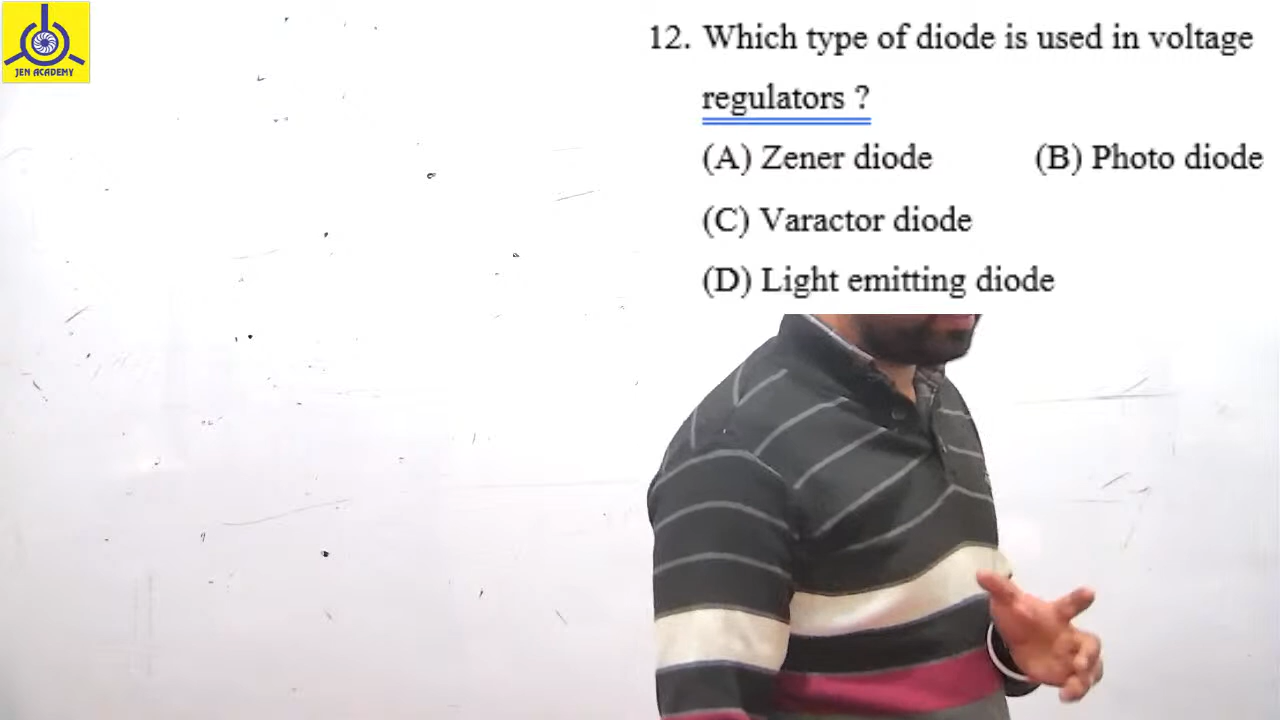 JEN ACADEMY
12. Which type of diode is used in voltage
regulators ?
(A) Zener diode (B) Photo diode
(C) Varactor diode
(D) Light emitting diode